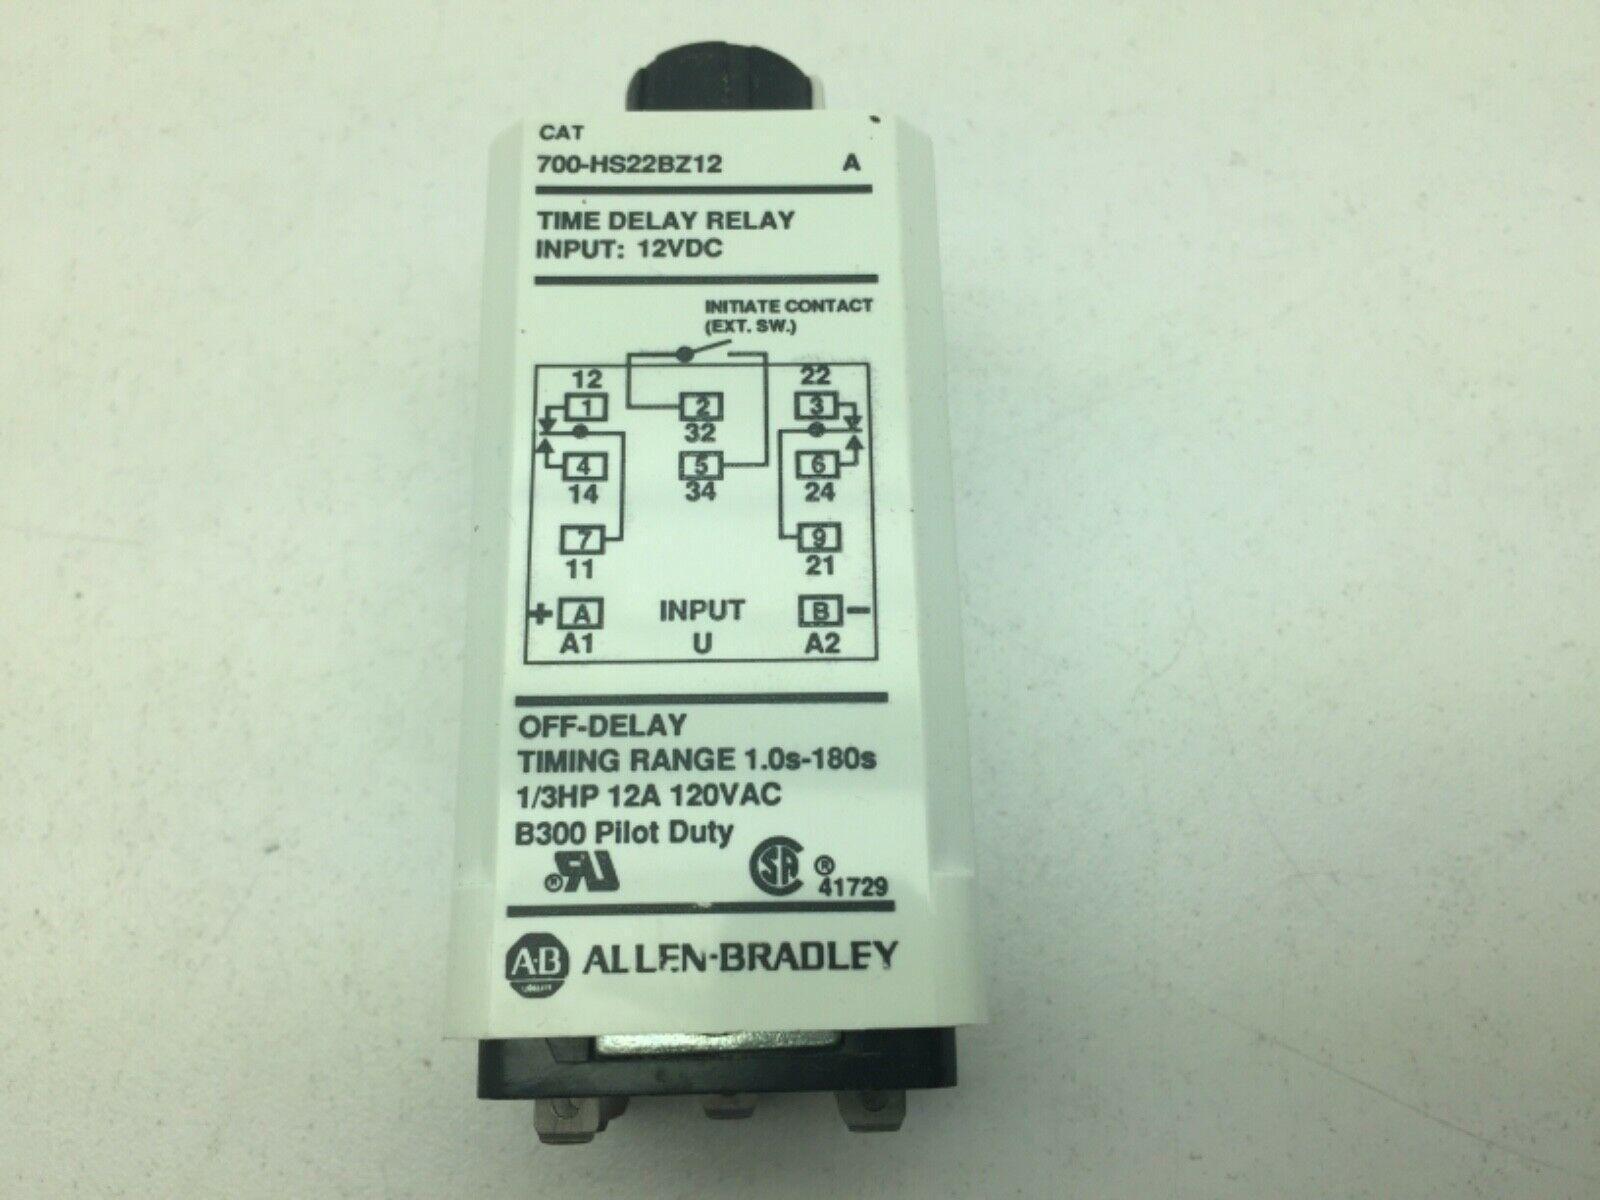 CAT
700-HS22BZ12 A
TIME DELAY RELAY
INPUT: 12VDC
INITIATE CONTACT
(EXT. SW.)
12 22
1 2 3
32
4 5 6
14 34 24
7 9
11 21
+ A INPUT B −
A1 U A2
OFF-DELAY
TIMING RANGE 1.0s-180s
1/3HP 12A 120VAC
B300 Pilot Duty
® RU SA ® 41729
A·B ALLEN-BRADLEY